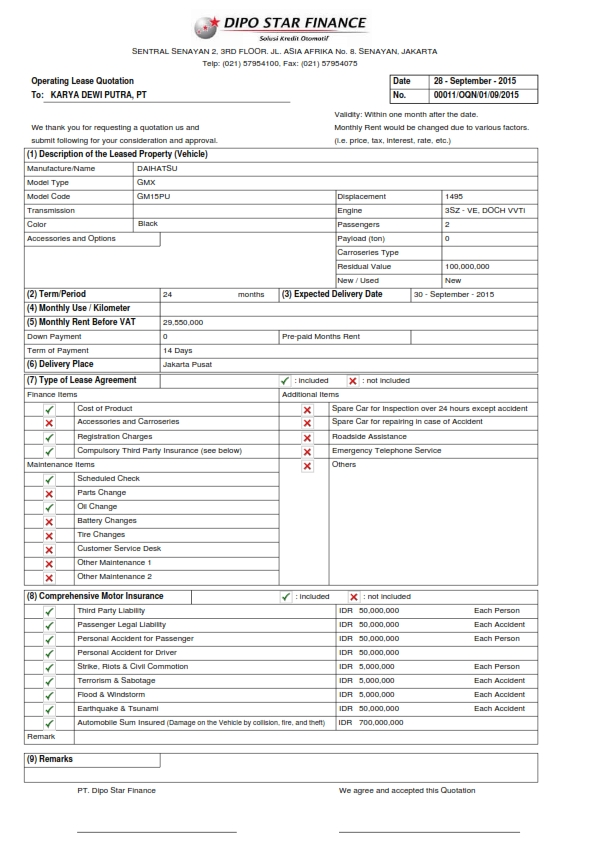 DIPO STAR FINANCE
Solusi Kredit Otomotif
SENTRAL SENAYAN 2, 3RD FLOOR. JL. ASIA AFRIKA No. 8, SENAYAN, JAKARTA
Telp: (021) 57954100, Fax: (021) 57954075
Operating Lease Quotation
Date 28 - September - 2015
To: KARYA DEWI PUTRA, PT
No. 00011/OQN/01/09/2015
Validity: Within one month after the date.
We thank you for requesting a quotation us and
Monthly Rent would be changed due to various factors.
submit following for your consideration and approval.
(i.e. price, tax, interest, rate, etc.)
(1) Description of the Leased Property (Vehicle)
Manufacture/Name DAIHATSU
Model Type GMX
Model Code GM15PU Displacement 1495
Transmission Engine 3SZ - VE, DOCH VVTI
Color Black Passengers 2
Accessories and Options Payload (ton) 0
Carroseries Type
Residual Value 100,000,000
New / Used New
(2) Term/Period 24 months (3) Expected Delivery Date 30 - September - 2015
(4) Monthly Use / Kilometer
(5) Monthly Rent Before VAT 29,550,000
Down Payment 0 Pre-paid Months Rent
Term of Payment 14 Days
(6) Delivery Place Jakarta Pusat
(7) Type of Lease Agreement : included : not included
Finance Items Additional Items
Cost of Product Spare Car for Inspection over 24 hours except accident
Accessories and Carroseries Spare Car for repairing in case of Accident
Registration Charges Roadside Assistance
Compulsory Third Party Insurance (see below) Emergency Telephone Service
Maintenance Items Others
Scheduled Check
Parts Change
Oil Change
Battery Changes
Tire Changes
Customer Service Desk
Other Maintenance 1
Other Maintenance 2
(8) Comprehensive Motor Insurance : included : not included
Third Party Liability IDR 50,000,000 Each Person
Passenger Legal Liability IDR 50,000,000 Each Accident
Personal Accident for Passenger IDR 50,000,000 Each Person
Personal Accident for Driver IDR 50,000,000
Strike, Riots & Civil Commotion IDR 5,000,000 Each Person
Terrorism & Sabotage IDR 5,000,000 Each Accident
Flood & Windstorm IDR 5,000,000 Each Accident
Earthquake & Tsunami IDR 50,000,000 Each Accident
Automobile Sum Insured (Damage on the Vehicle by collision, fire, and theft) IDR 700,000,000
Remark
(9) Remarks
PT. Dipo Star Finance We agree and accepted this Quotation